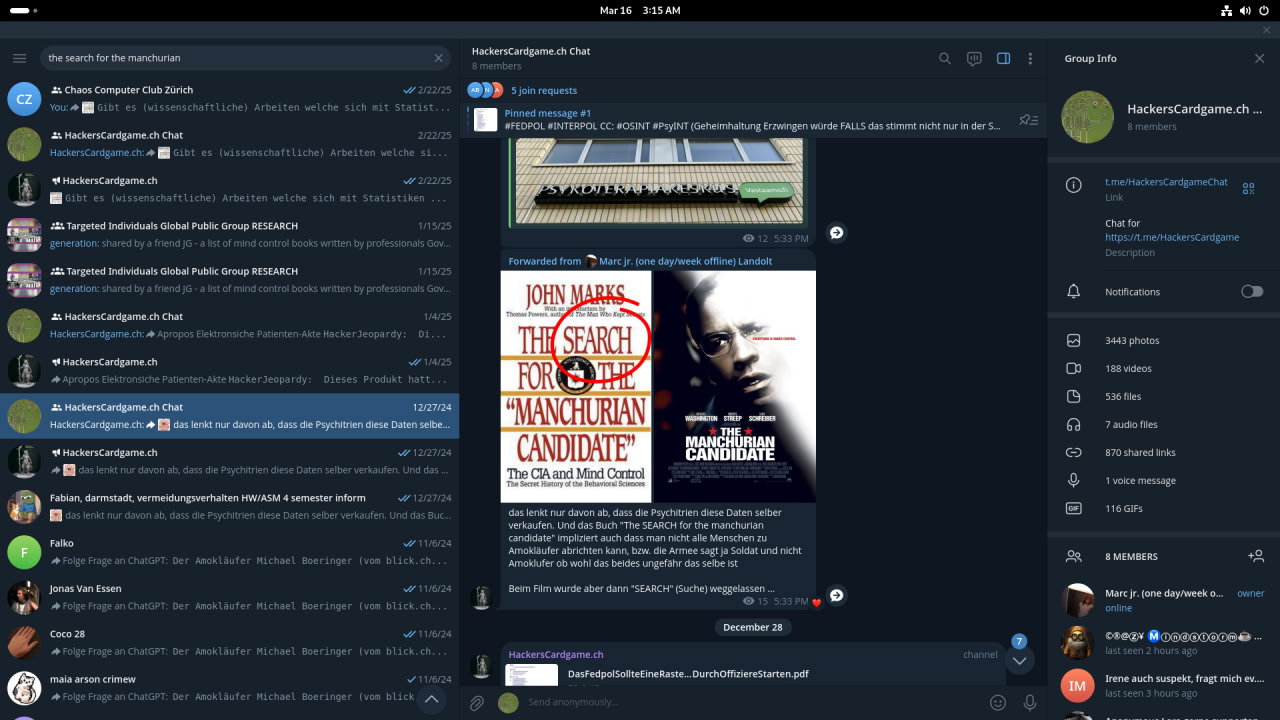 Mar 16 3:15 AM
the search for the manchurian
CZ
Chaos Computer Club Zürich
2/22/25
You: Gibt es (wissenschaftliche) Arbeiten welche sich mit Statist...
HackersCardgame.ch Chat
2/22/25
HackersCardgame.ch: Gibt es (wissenschaftliche) Arbeiten welche si...
HackersCardgame.ch
2/22/25
Gibt es (wissenschaftliche) Arbeiten welche sich mit Statistiken ...
Targeted Individuals Global Public Group RESEARCH
1/15/25
generation: shared by a friend JG - a list of mind control books written by professionals Gov...
Targeted Individuals Global Public Group RESEARCH
1/15/25
generation: shared by a friend JG - a list of mind control books written by professionals Gov...
HackersCardgame.ch Chat
1/4/25
HackersCardgame.ch: Apropos Elektronsiche Patienten-Akte HackerJeopardy: Di...
HackersCardgame.ch
1/4/25
Apropos Elektronsiche Patienten-Akte HackerJeopardy: Dieses Produkt hatt...
HackersCardgame.ch Chat
12/27/24
HackersCardgame.ch: das lenkt nur davon ab, dass die Psychitrien diese Daten selbe...
HackersCardgame.ch
12/27/24
das lenkt nur davon ab, dass die Psychitrien diese Daten selber verkaufen. Und das ...
Fabian, darmstadt, vermeidungsverhalten HW/ASM 4 semester inform
12/27/24
das lenkt nur davon ab, dass die Psychitrien diese Daten selber verkaufen. Und das Buc...
F
Falko
11/6/24
Folge Frage an ChatGPT: Der Amokläufer Michael Boeringer (vom blick.ch...
Jonas Van Essen
11/6/24
Folge Frage an ChatGPT: Der Amokläufer Michael Boeringer (vom blick.ch...
Coco 28
11/6/24
Folge Frage an ChatGPT: Der Amokläufer Michael Boeringer (vom blick.ch...
maia arson crimew
11/6/24
Folge Frage an ChatGPT: Der Amokläufer Michael Boeringer (vom blick
HackersCardgame.ch Chat
8 members
AB N A 5 join requests
Pinned message #1
#FEDPOL #INTERPOL CC: #OSINT #PsyINT (Geheimhaltung Erzwingen würde FALLS das stimmt nicht nur in der S...
PSYKOTERAPIAKESKUS
Vastaamo
12 5:33 PM
Forwarded from Marc jr. (one day/week offline) Landolt
JOHN MARKS
With an introduction by
Thomas Powers, author of The Man Who Kept Secrets
THE SEARCH
FOR THE
"MANCHURIAN
CANDIDATE"
The CIA and Mind Control
The Secret History of the Behavioral Sciences
EVERYTHING IS UNDER CONTROL
WASHINGTON STREEP SCHREIBER
THE
MANCHURIAN
CANDIDATE
das lenkt nur davon ab, dass die Psychitrien diese Daten selber
verkaufen. Und das Buch "The SEARCH for the manchurian
candidate" impliziert auch dass man nicht alle Menschen zu
Amokläufer abrichten kann, bzw. die Armee sagt ja Soldat und nicht
Amoklufer ob wohl das beides ungefähr das selbe ist
Beim Film wurde aber dann "SEARCH" (Suche) weggelassen ...
15 5:33 PM
December 28
HackersCardgame.ch
channel
7
DasFedpolSollteEineRaste...DurchOffiziereStarten.pdf
Send anonymously...
Group Info
HackersCardgame.ch ...
8 members
t.me/HackersCardgameChat
Link
Chat for
https://t.me/HackersCardgame
Description
Notifications
3443 photos
188 videos
536 files
7 audio files
870 shared links
1 voice message
GIF
116 GIFs
8 MEMBERS
Marc jr. (one day/week o...
owner
online
©®@ⓩ¥ Ⓜⓘⓝⓓⓢⓣⓞⓡⓜ☕ ...
last seen 2 hours ago
IM
Irene auch suspekt, fragt mich ev....
last seen 3 hours ago